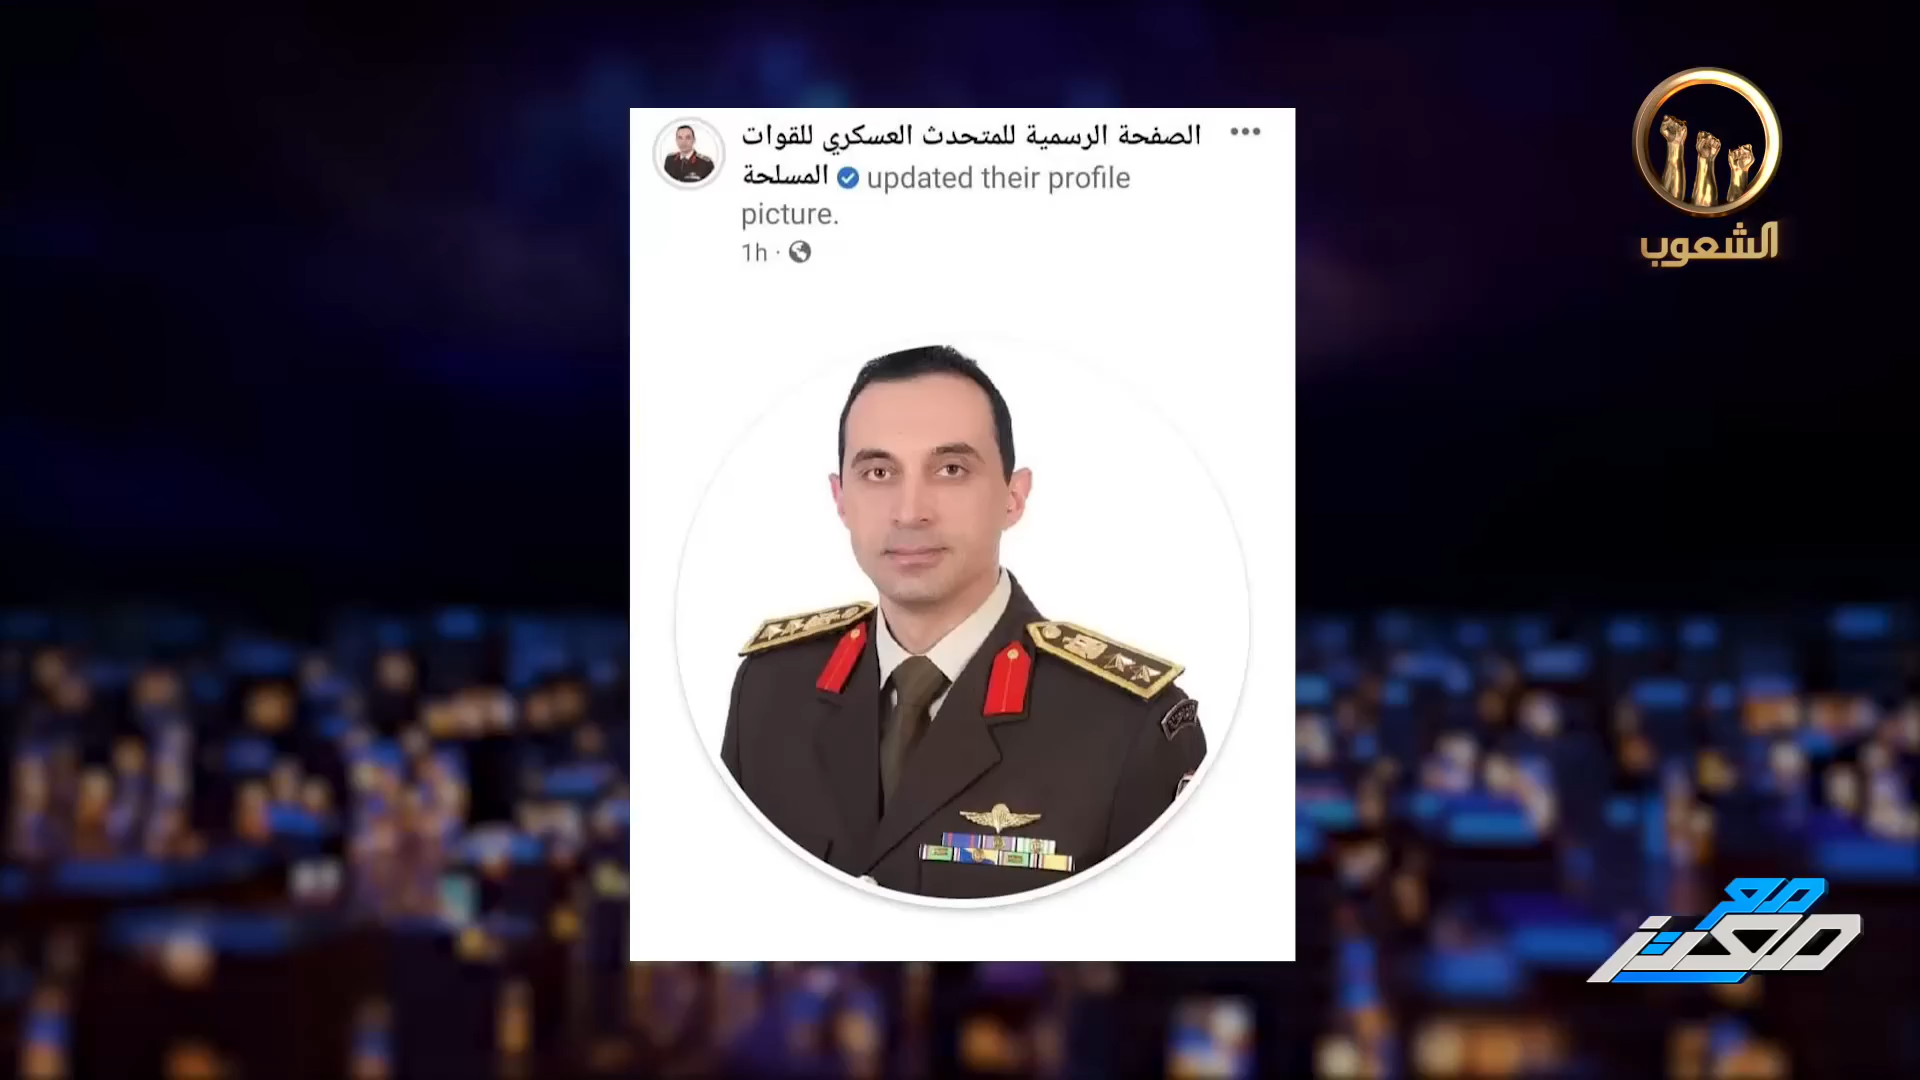 الصفحة الرسمية للمتحدث العسكري للقوات
المسلحة updated their profile
picture.
1h ·
الشعوب
مع
معتز